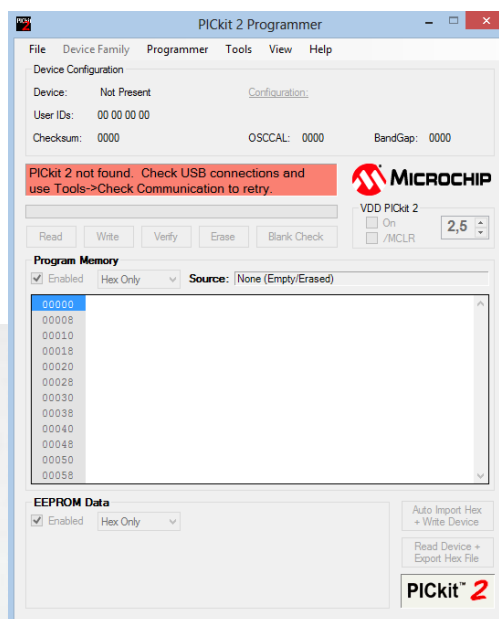 PICkit 2 Programmer
File Device Family Programmer Tools View Help
Device Configuration
Device: Not Present Configuration:
User IDs: 00 00 00 00
Checksum: 0000 OSCCAL: 0000 BandGap: 0000
PICkit 2 not found. Check USB connections and
use Tools->Check Communication to retry.
MICROCHIP
VDD PICkit 2
On
/MCLR
2,5
Read Write Verify Erase Blank Check
Program Memory
Enabled Hex Only Source: None (Empty/Erased)
00000
00008
00010
00018
00020
00028
00030
00038
00040
00048
00050
00058
EEPROM Data
Enabled Hex Only
Auto Import Hex
+ Write Device
Read Device +
Export Hex File
PICkit™ 2